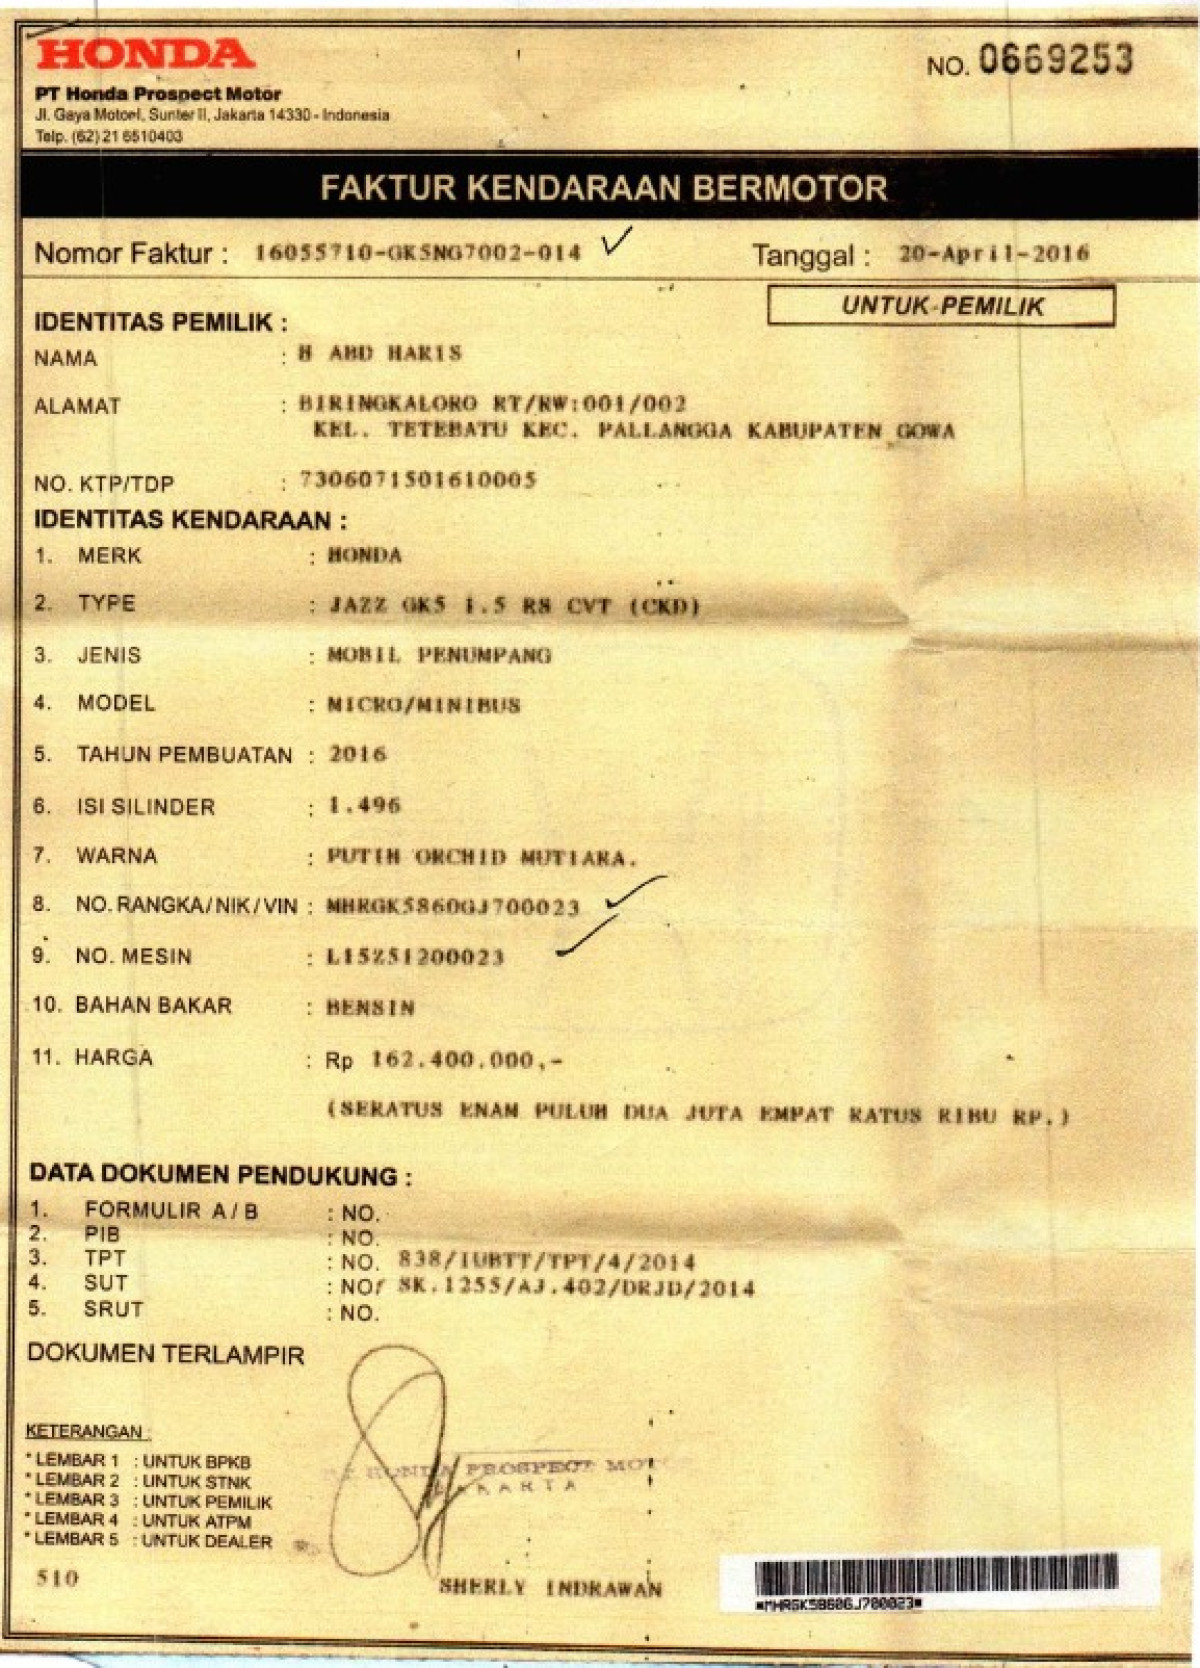 HONDA
NO. 0669253
PT Honda Prospect Motor
Jl. Gaya Motor I, Sunter II, Jakarta 14330 - Indonesia
Telp. (62) 21 6510403
FAKTUR KENDARAAN BERMOTOR
Nomor Faktur : 16055710-GK5NG7002-014 Tanggal : 20-April-2016
UNTUK PEMILIK
IDENTITAS PEMILIK :
NAMA : H ABD HARIS
ALAMAT : BIRINGKALORO RT/RW:001/002
KEL. TETEBATU KEC. PALLANGGA KABUPATEN GOWA
NO. KTP/TDP : 7306071501610005
IDENTITAS KENDARAAN :
1. MERK : HONDA
2. TYPE : JAZZ GK5 1.5 RS CVT (CKD)
3. JENIS : MOBIL PENUMPANG
4. MODEL : MICRO/MINIBUS
5. TAHUN PEMBUATAN : 2016
6. ISI SILINDER : 1.496
7. WARNA : PUTIH ORCHID MUTIARA.
8. NO. RANGKA/NIK/VIN : MHRGK5860GJ700023
9. NO. MESIN : L15Z51200023
10. BAHAN BAKAR : BENSIN
11. HARGA : Rp 162.400.000,-
(SERATUS ENAM PULUH DUA JUTA EMPAT RATUS RIBU RP.)
DATA DOKUMEN PENDUKUNG :
1. FORMULIR A / B : NO.
2. PIB : NO.
3. TPT : NO. 838/IUBTT/TPT/4/2014
4. SUT : NO. SK.1255/AJ.402/DRJD/2014
5. SRUT : NO.
DOKUMEN TERLAMPIR
KETERANGAN :
* LEMBAR 1 : UNTUK BPKB
* LEMBAR 2 : UNTUK STNK
* LEMBAR 3 : UNTUK PEMILIK
* LEMBAR 4 : UNTUK ATPM
* LEMBAR 5 : UNTUK DEALER
PT HONDA PROSPECT MOTOR
JAKARTA
510
SHERLY INDRAWAN
*MHRGK5860GJ700023*